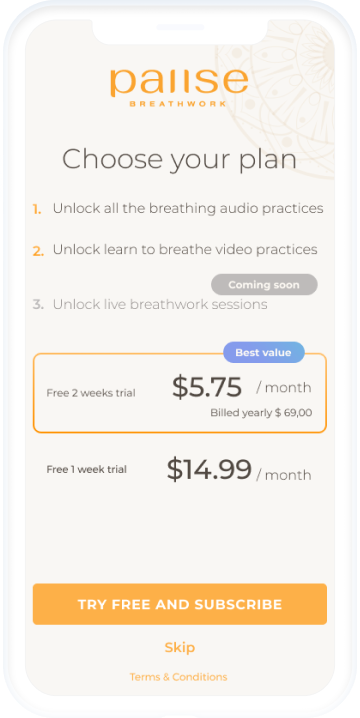 pause
BREATHWORK
Choose your plan
1. Unlock all the breathing audio practices
2. Unlock learn to breathe video practices
Coming soon
3. Unlock live breathwork sessions
Best value
Free 2 weeks trial $5.75 / month
Billed yearly $ 69,00
Free 1 week trial $14.99 / month
TRY FREE AND SUBSCRIBE
Skip
Terms & Conditions